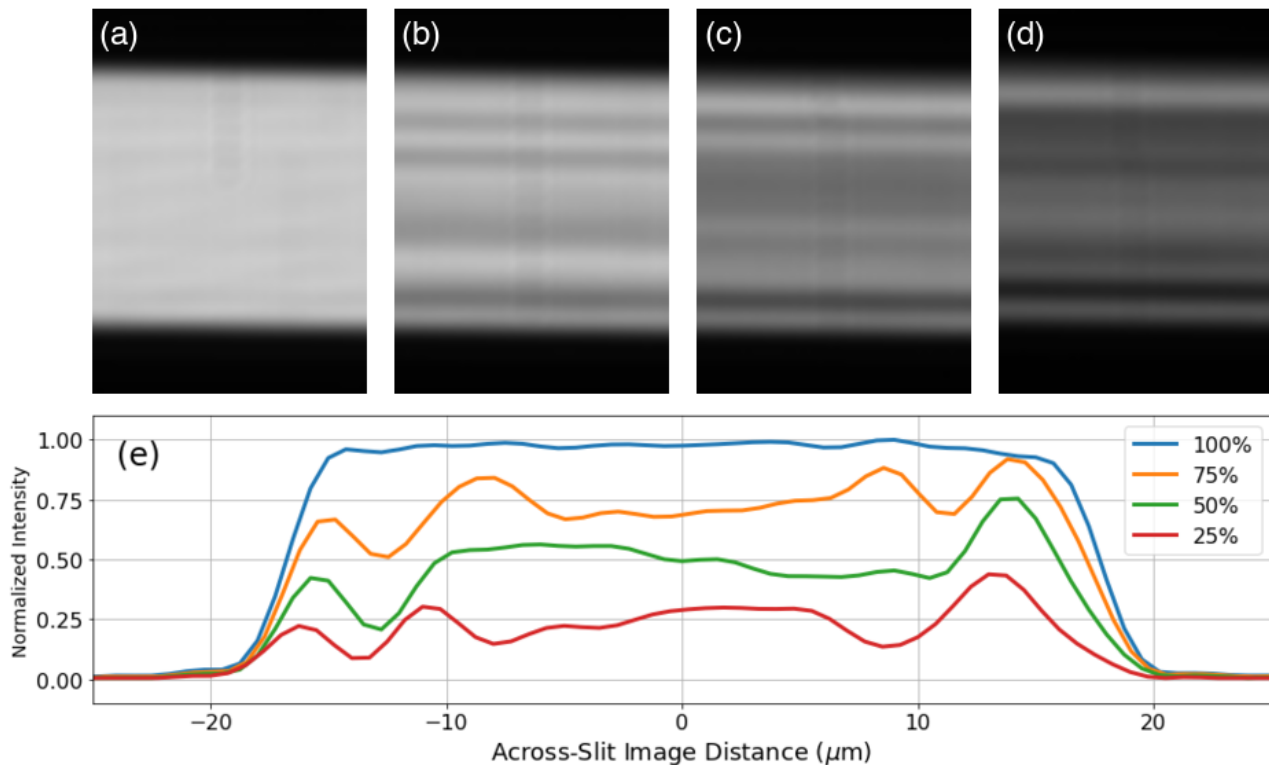 (a) (b) (c) (d)
(e)
1.00
0.75
0.50
0.25
0.00
Normalized Intensity
100%
75%
50%
25%
−20 −10 0 10 20
Across-Slit Image Distance (μm)